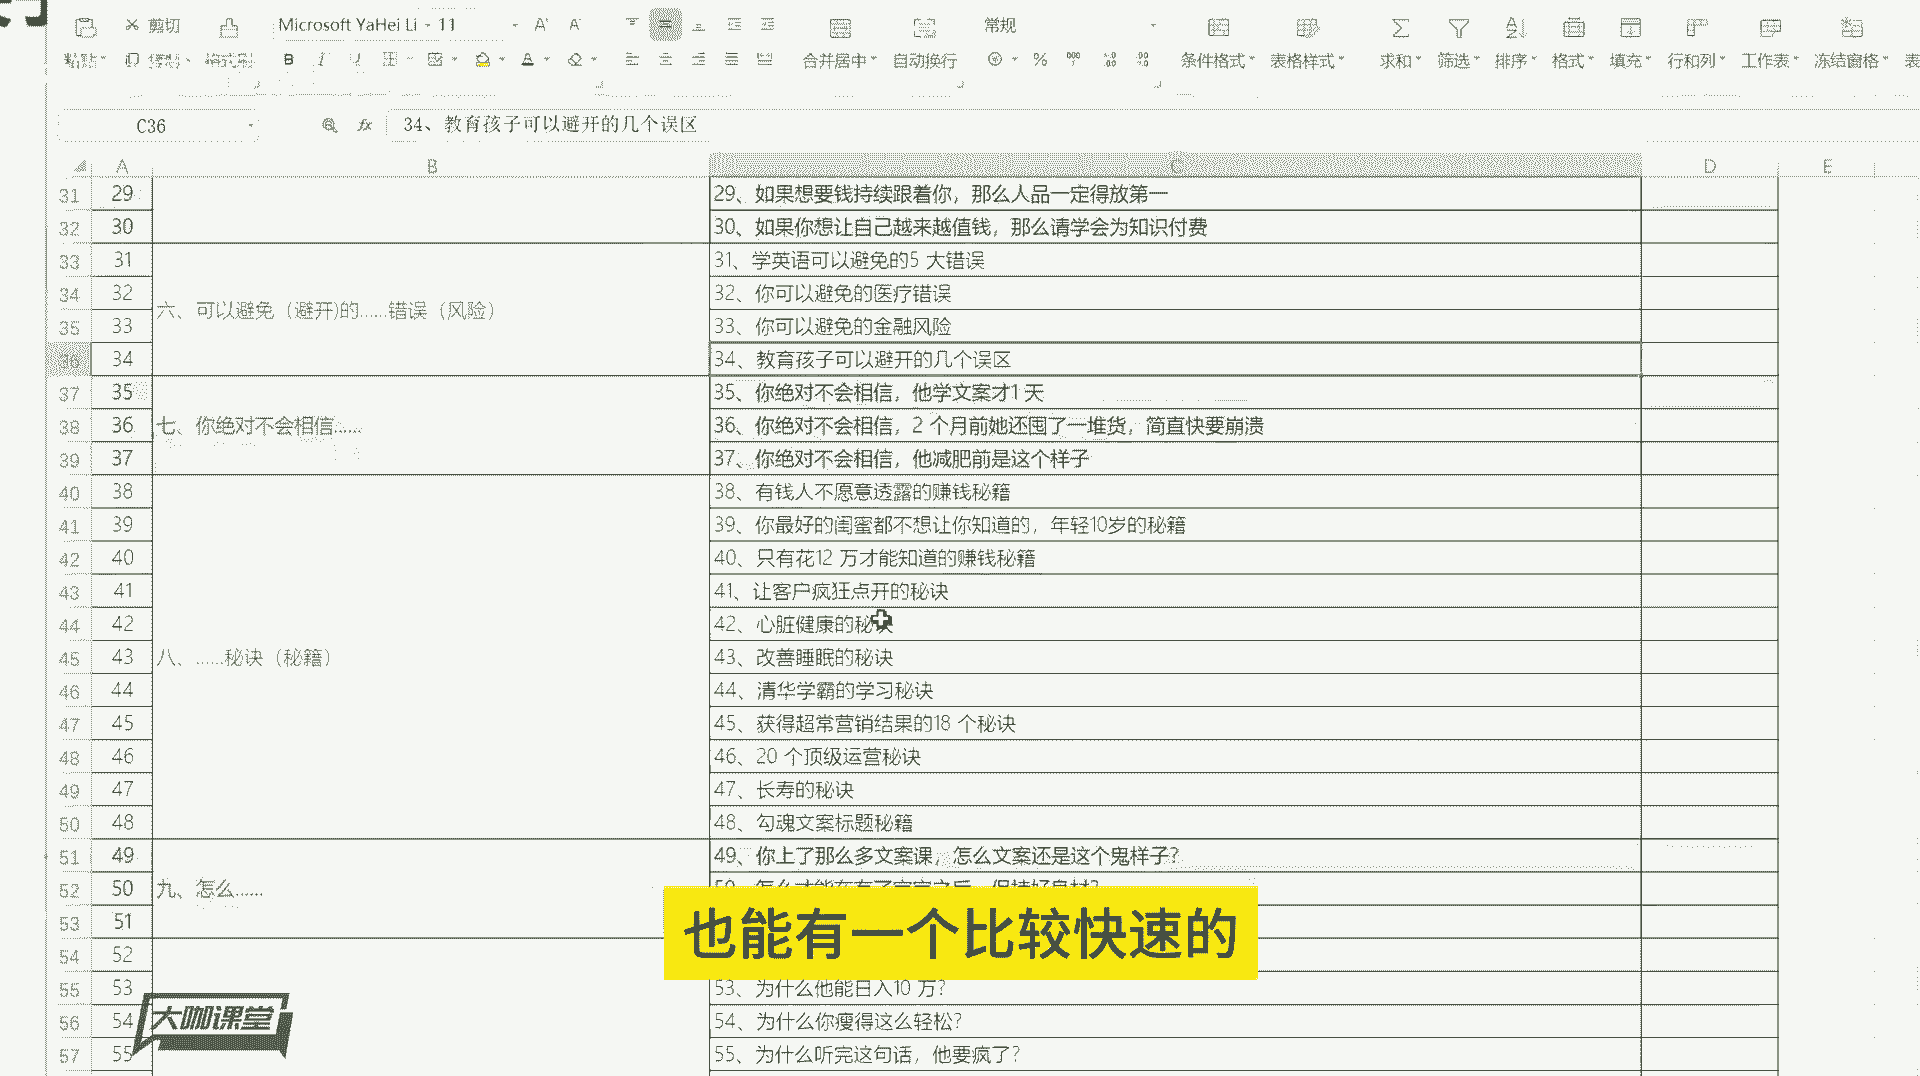 剪切
Microsoft YaHei Li
11
常规
粘贴
格式刷
合并居中
自动换行
条件格式
表格样式
求和
筛选
排序
格式
填充
行和列
工作表
冻结窗格
C36
fx
34、教育孩子可以避开的几个误区
A B C D E
31 29 29、如果想要钱持续跟着你，那么人品一定得放第一
32 30 30、如果你想让自己越来越值钱，那么请学会为知识付费
33 31 31、学英语可以避免的5 大错误
34 32 32、你可以避免的医疗错误
六、可以避免（避开)的……错误（风险）
35 33 33、你可以避免的金融风险
36 34 34、教育孩子可以避开的几个误区
37 35 35、你绝对不会相信，他学文案才1 天
38 36 七、你绝对不会相信…… 36、你绝对不会相信，2 个月前她还囤了一堆货，简直快要崩溃
39 37 37、你绝对不会相信，他减肥前是这个样子
40 38 38、有钱人不愿意透露的赚钱秘籍
41 39 39、你最好的闺蜜都不想让你知道的，年轻10岁的秘籍
42 40 40、只有花12 万才能知道的赚钱秘籍
43 41 41、让客户疯狂点开的秘诀
44 42 42、心脏健康的秘诀
45 43 八、……秘诀（秘籍） 43、改善睡眠的秘诀
46 44 44、清华学霸的学习秘诀
47 45 45、获得超常营销结果的18 个秘诀
48 46 46、20 个顶级运营秘诀
49 47 47、长寿的秘诀
50 48 48、勾魂文案标题秘籍
51 49 49、你上了那么多文案课，怎么文案还是这个鬼样子？
52 50 九、怎么……
53 51
也能有一个比较快速的
54 52
55 53 53、为什么他能日入10 万？
56 54 54、为什么你瘦得这么轻松？
57 55 55、为什么听完这句话，他要疯了？
大咖课堂